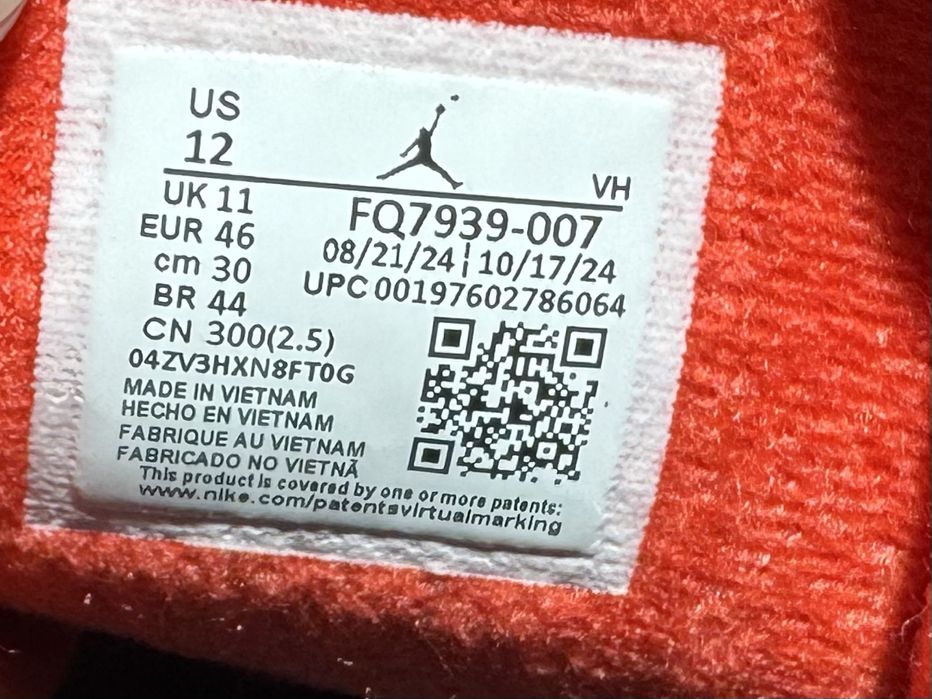 US
12
VH
UK 11
EUR 46
cm 30
BR 44
CN 300(2.5)
FQ7939-007
08/21/24¦10/17/24
UPC 00197602786064
04ZV3HXN8FT0G
MADE IN VIETNAM
HECHO EN VIETNAM
FABRIQUE AU VIETNAM
FABRICADO NO VIETNÃ
This product is covered by one or more patents:
www.nike.com/patentsvirtualmarking